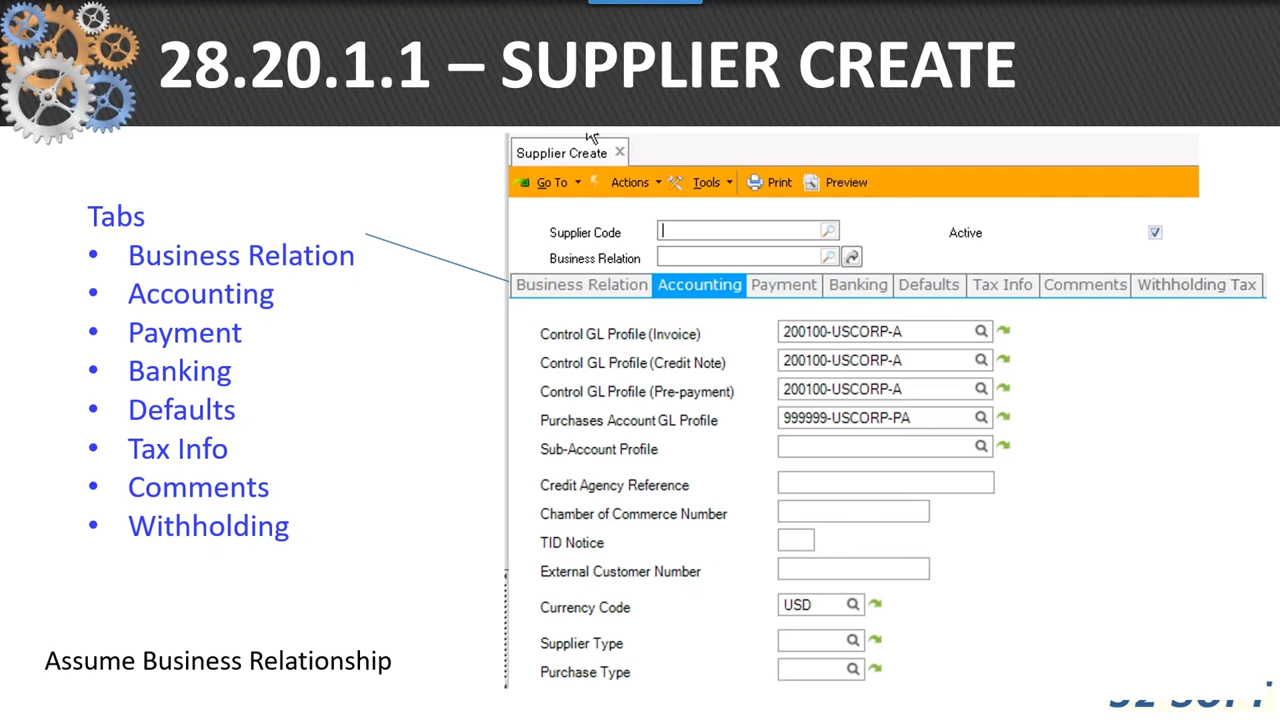 28.20.1.1 – SUPPLIER CREATE
Tabs
• Business Relation
• Accounting
• Payment
• Banking
• Defaults
• Tax Info
• Comments
• Withholding
Assume Business Relationship
Supplier Create
Go To Actions Tools Print Preview
Supplier Code Active
Business Relation
Business Relation Accounting Payment Banking Defaults Tax Info Comments Withholding Tax
Control GL Profile (Invoice) 200100-USCORP-A
Control GL Profile (Credit Note) 200100-USCORP-A
Control GL Profile (Pre-payment) 200100-USCORP-A
Purchases Account GL Profile 999999-USCORP-PA
Sub-Account Profile
Credit Agency Reference
Chamber of Commerce Number
TID Notice
External Customer Number
Currency Code USD
Supplier Type
Purchase Type